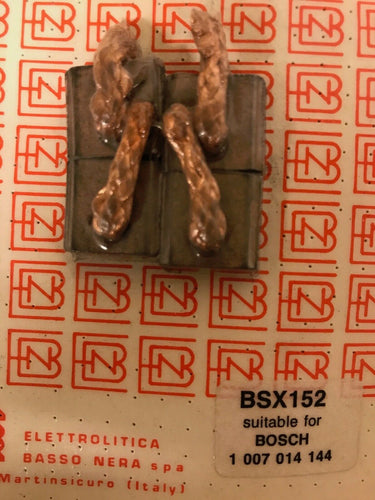 BSX152
suitable for
BOSCH
1 007 014 144
ELETTROLITICA
BASSO NERA spa
Martinsicuro (Italy)